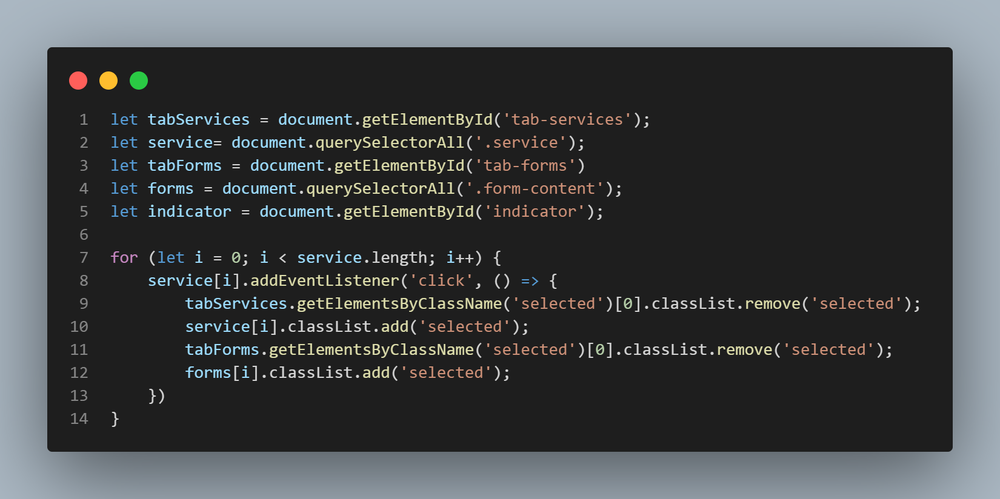 1 let tabServices = document.getElementById('tab-services');
2 let service= document.querySelectorAll('.service');
3 let tabForms = document.getElementById('tab-forms')
4 let forms = document.querySelectorAll('.form-content');
5 let indicator = document.getElementById('indicator');
6
7 for (let i = 0; i < service.length; i++) {
8     service[i].addEventListener('click', () => {
9         tabServices.getElementsByClassName('selected')[0].classList.remove('selected');
10         service[i].classList.add('selected');
11         tabForms.getElementsByClassName('selected')[0].classList.remove('selected');
12         forms[i].classList.add('selected');
13     })
14 }